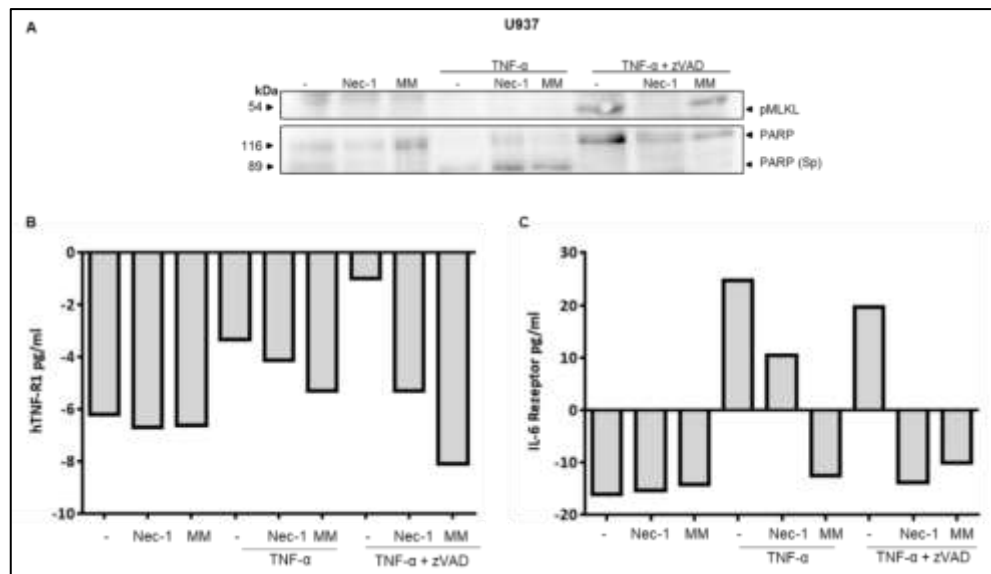 A
U937
TNF-α
TNF-α + zVAD
- Nec-1 MM - Nec-1 MM - Nec-1 MM
kDa
54
pMLKL
116
PARP
89
PARP (Sp)
B
hTNF-R1 pg/ml
0
-2
-4
-6
-8
-10
- Nec-1 MM - Nec-1 MM - Nec-1 MM
TNF-α
TNF-α + zVAD
C
IL-6 Rezeptor pg/ml
30
20
10
0
-10
-20
- Nec-1 MM - Nec-1 MM - Nec-1 MM
TNF-α
TNF-α + zVAD